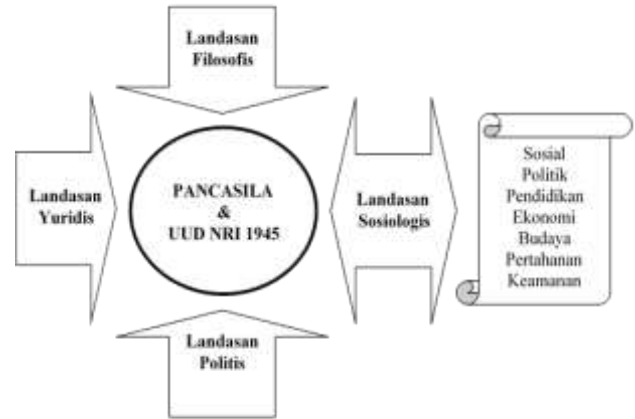 Landasan
Filosofis
Landasan
Yuridis
PANCASILA
&
UUD NRI 1945
Landasan
Sosiologis
Sosial
Politik
Pendidikan
Ekonomi
Budaya
Pertahanan
Keamanan
Landasan
Politis